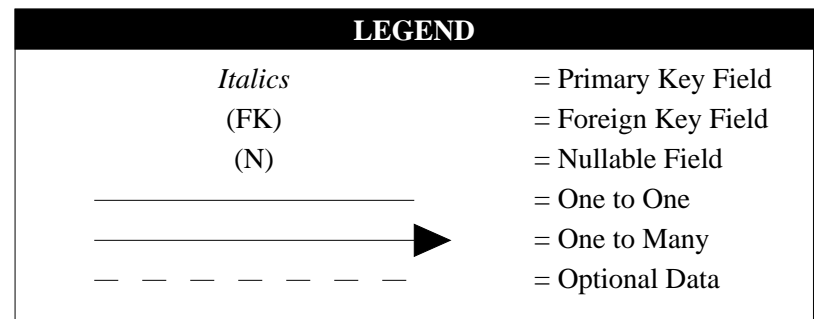 LEGEND
Italics = Primary Key Field
(FK) = Foreign Key Field
(N) = Nullable Field
= One to One
= One to Many
= Optional Data